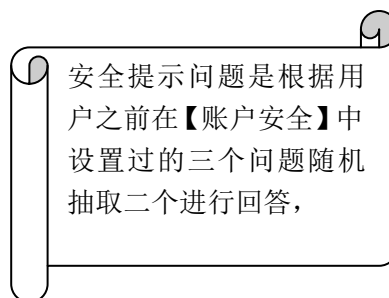 安全提示问题是根据用
户之前在【账户安全】中
设置过的三个问题随机
抽取二个进行回答，